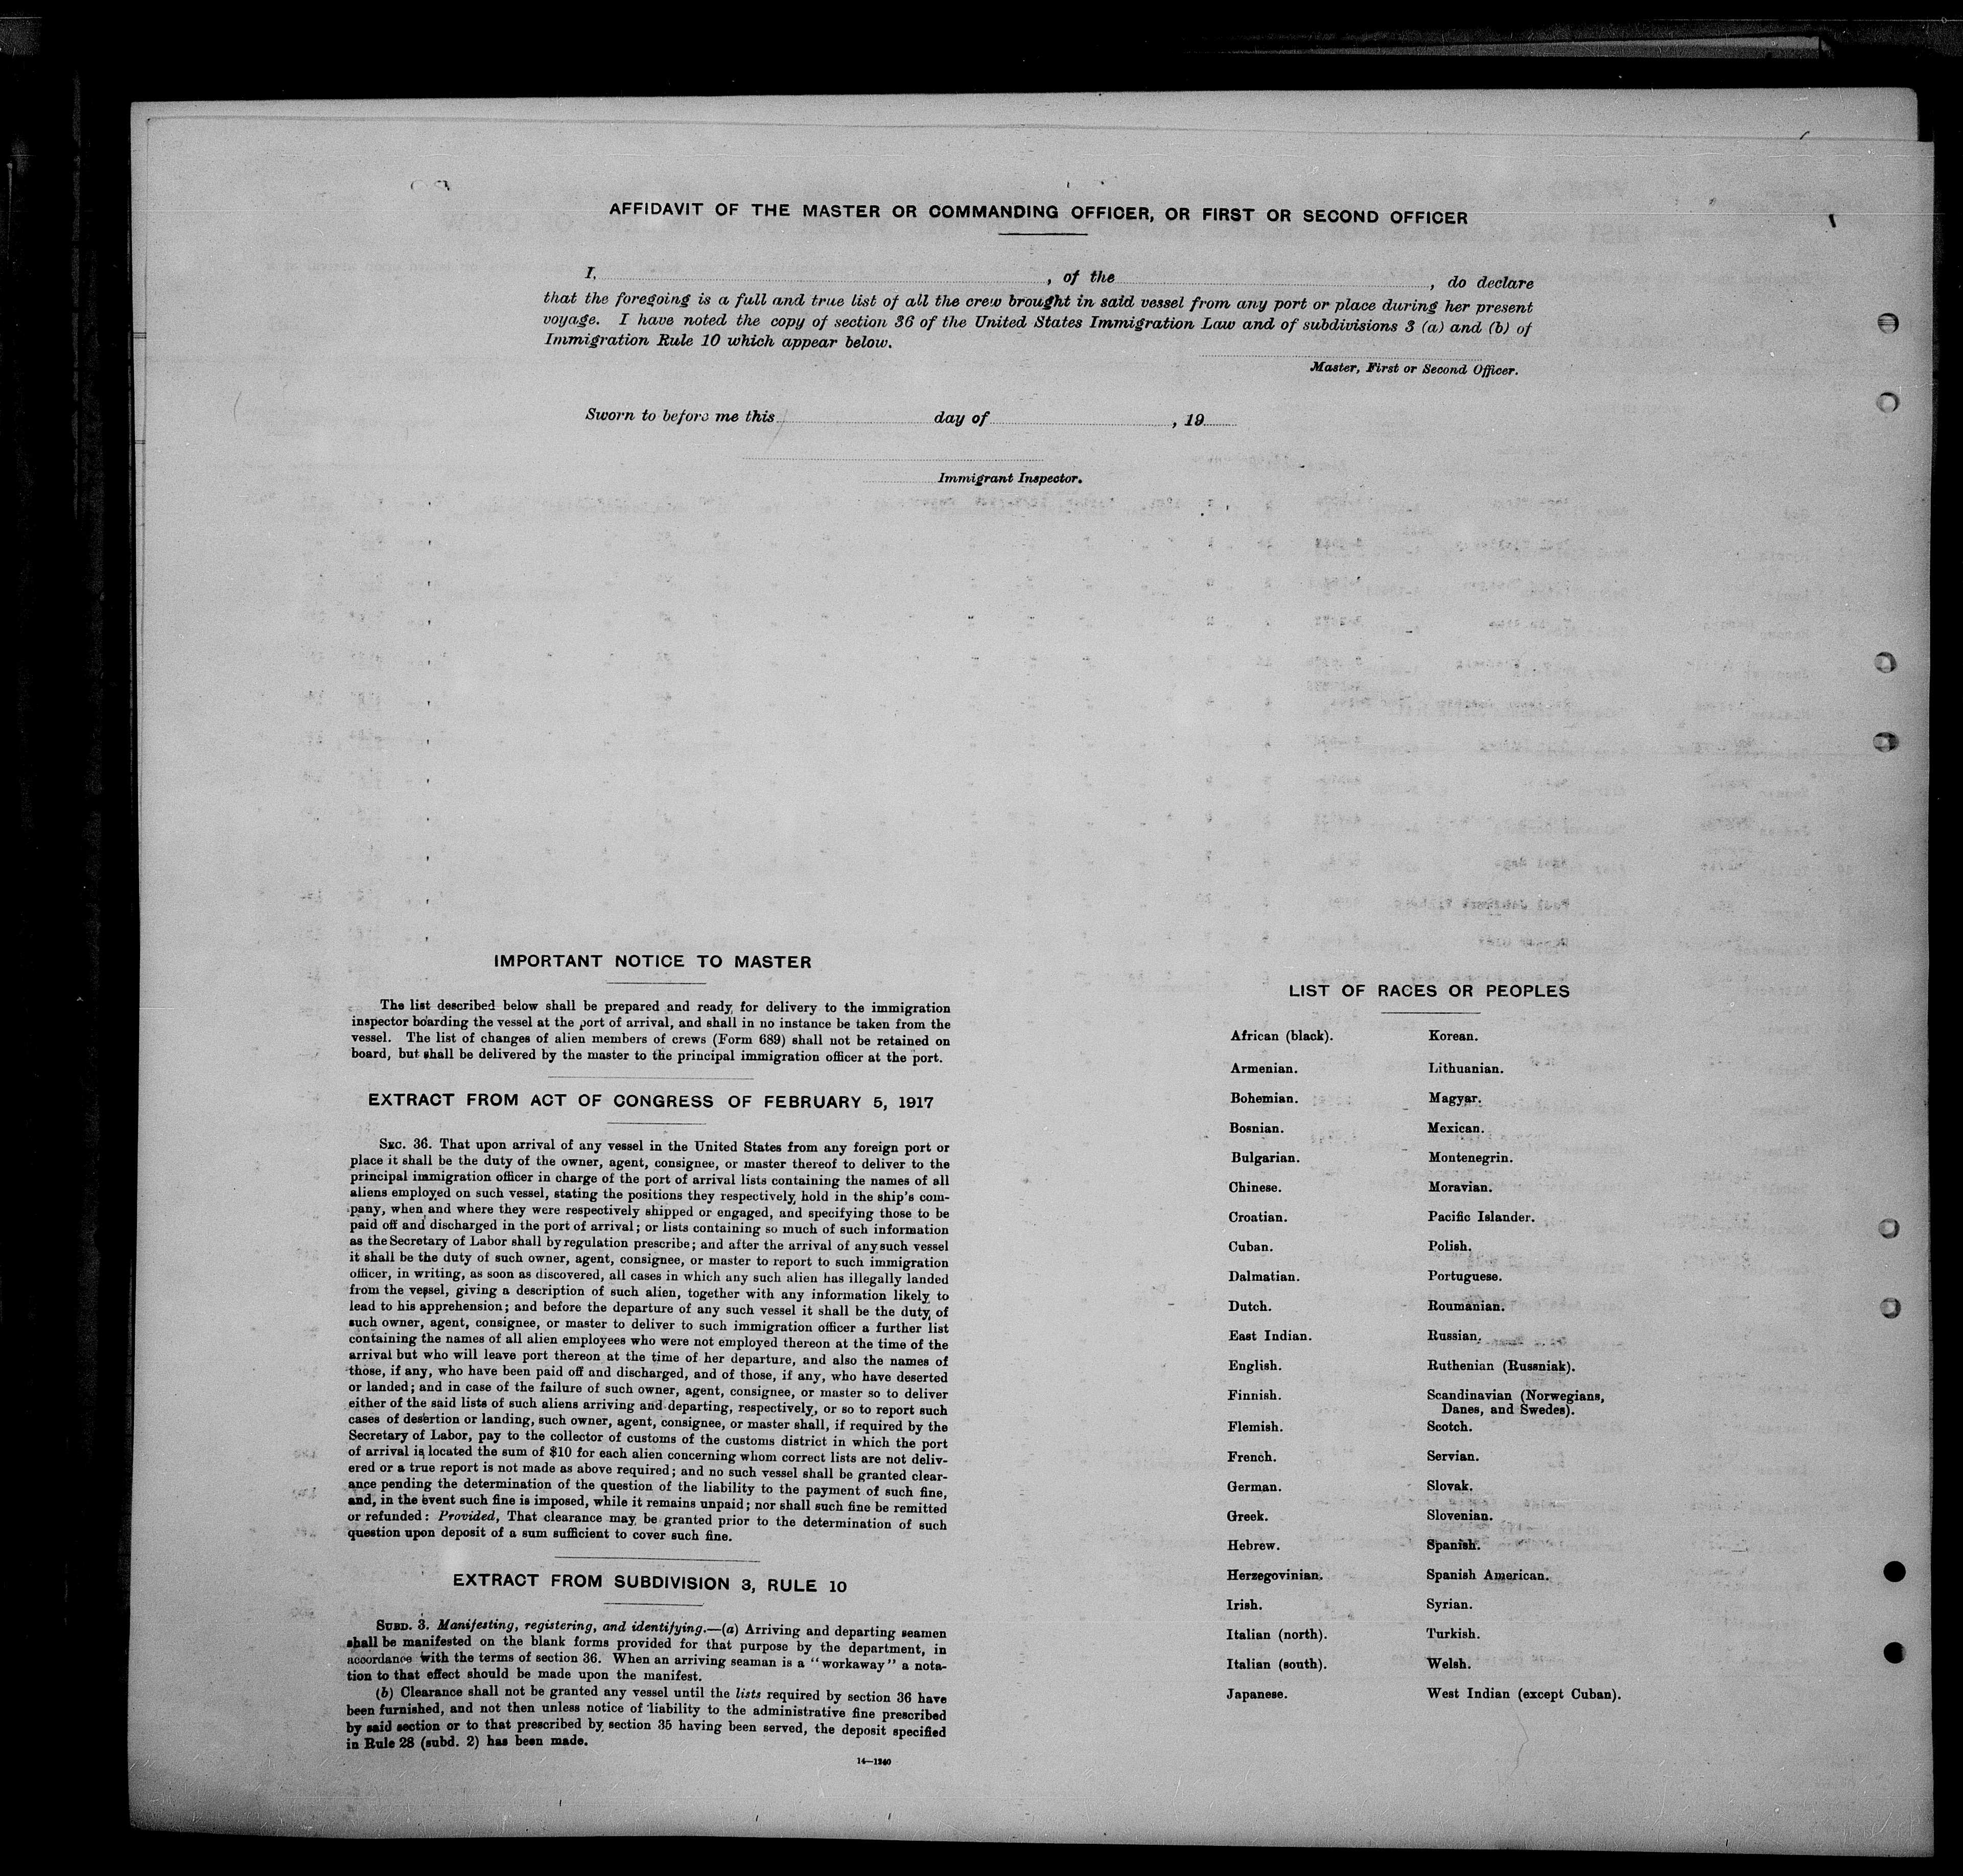 AFFIDAVIT OF THE MASTER OR COMMANDING OFFICER, OR FIRST OR SECOND OFFICER
I, , of the , do declare
that the foregoing is a full and true list of all the crew brought in said vessel from any port or place during her present
voyage. I have noted the copy of section 36 of the United States Immigration Law and of subdivisions 3 (a) and (b) of
Immigration Rule 10 which appear below.
Master, First or Second Officer.
Sworn to before me this day of , 19
Immigrant Inspector.
IMPORTANT NOTICE TO MASTER
The list described below shall be prepared and ready for delivery to the immigration
inspector boarding the vessel at the port of arrival, and shall in no instance be taken from the
vessel. The list of changes of alien members of crews (Form 689) shall not be retained on
board, but shall be delivered by the master to the principal immigration officer at the port.
EXTRACT FROM ACT OF CONGRESS OF FEBRUARY 5, 1917
SEC. 36. That upon arrival of any vessel in the United States from any foreign port or
place it shall be the duty of the owner, agent, consignee, or master thereof to deliver to the
principal immigration officer in charge of the port of arrival lists containing the names of all
aliens employed on such vessel, stating the positions they respectively hold in the ship's com-
pany, when and where they were respectively shipped or engaged, and specifying those to be
paid off and discharged in the port of arrival; or lists containing so much of such information
as the Secretary of Labor shall by regulation prescribe; and after the arrival of any such vessel
it shall be the duty of such owner, agent, consignee, or master to report to such immigration
officer, in writing, as soon as discovered, all cases in which any such alien has illegally landed
from the vessel, giving a description of such alien, together with any information likely to
lead to his apprehension; and before the departure of any such vessel it shall be the duty of
such owner, agent, consignee, or master to deliver to such immigration officer a further list
containing the names of all alien employees who were not employed thereon at the time of the
arrival but who will leave port thereon at the time of her departure, and also the names of
those, if any, who have been paid off and discharged, and of those, if any, who have deserted
or landed; and in case of the failure of such owner, agent, consignee, or master so to deliver
either of the said lists of such aliens arriving and departing, respectively, or so to report such
cases of desertion or landing, such owner, agent, consignee, or master shall, if required by the
Secretary of Labor, pay to the collector of customs of the customs district in which the port
of arrival is located the sum of $10 for each alien concerning whom correct lists are not deliv-
ered or a true report is not made as above required; and no such vessel shall be granted clear-
ance pending the determination of the question of the liability to the payment of such fine,
and, in the event such fine is imposed, while it remains unpaid; nor shall such fine be remitted
or refunded: Provided, That clearance may be granted prior to the determination of such
question upon deposit of a sum sufficient to cover such fine.
EXTRACT FROM SUBDIVISION 3, RULE 10
SUBD. 3. Manifesting, registering, and identifying.—(a) Arriving and departing seamen
shall be manifested on the blank forms provided for that purpose by the department, in
accordance with the terms of section 36. When an arriving seaman is a "workaway" a nota-
tion to that effect should be made upon the manifest.
(b) Clearance shall not be granted any vessel until the lists required by section 36 have
been furnished, and not then unless notice of liability to the administrative fine prescribed
by said section or to that prescribed by section 35 having been served, the deposit specified
in Rule 28 (subd. 2) has been made.
14—1240
LIST OF RACES OR PEOPLES
African (black).
Armenian.
Bohemian.
Bosnian.
Bulgarian.
Chinese.
Croatian.
Cuban.
Dalmatian.
Dutch.
East Indian.
English.
Finnish.
Flemish.
French.
German.
Greek.
Hebrew.
Herzegovinian.
Irish.
Italian (north).
Italian (south).
Japanese.
Korean.
Lithuanian.
Magyar.
Mexican.
Montenegrin.
Moravian.
Pacific Islander.
Polish.
Portuguese.
Roumanian.
Russian.
Ruthenian (Russniak).
Scandinavian (Norwegians,
Danes, and Swedes).
Scotch.
Servian.
Slovak.
Slovenian.
Spanish.
Spanish American.
Syrian.
Turkish.
Welsh.
West Indian (except Cuban).